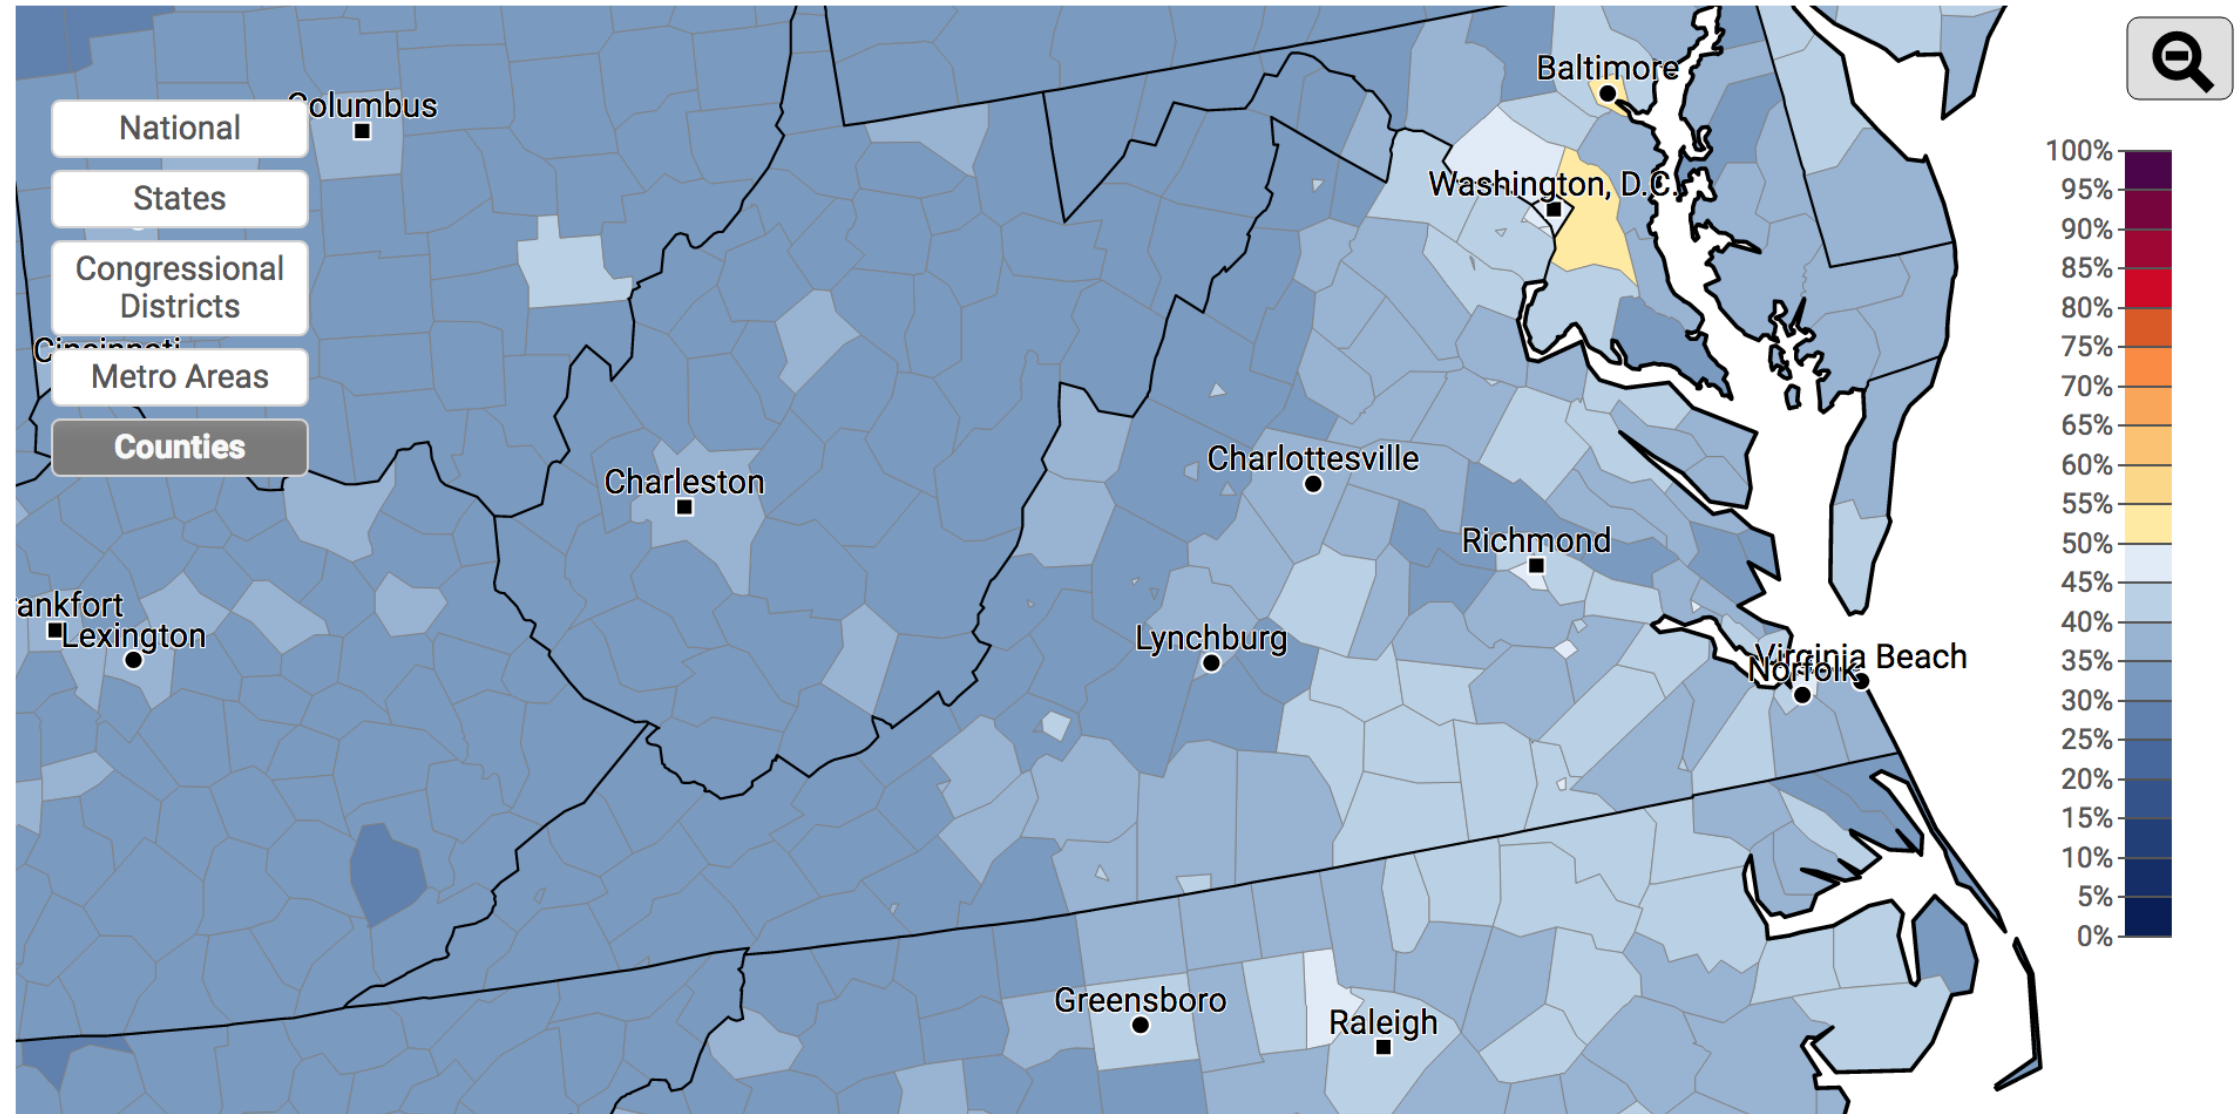 Baltimore
Columbus
National
Washington, D.C.
States
Congressional
Districts
Cincinnati
Metro Areas
Counties
Charlottesville
Charleston
Richmond
ankfort
Lexington
Lynchburg
Virginia Beach
Norfolk
Greensboro
Raleigh
100%
95%
90%
85%
80%
75%
70%
65%
60%
55%
50%
45%
40%
35%
30%
25%
20%
15%
10%
5%
0%